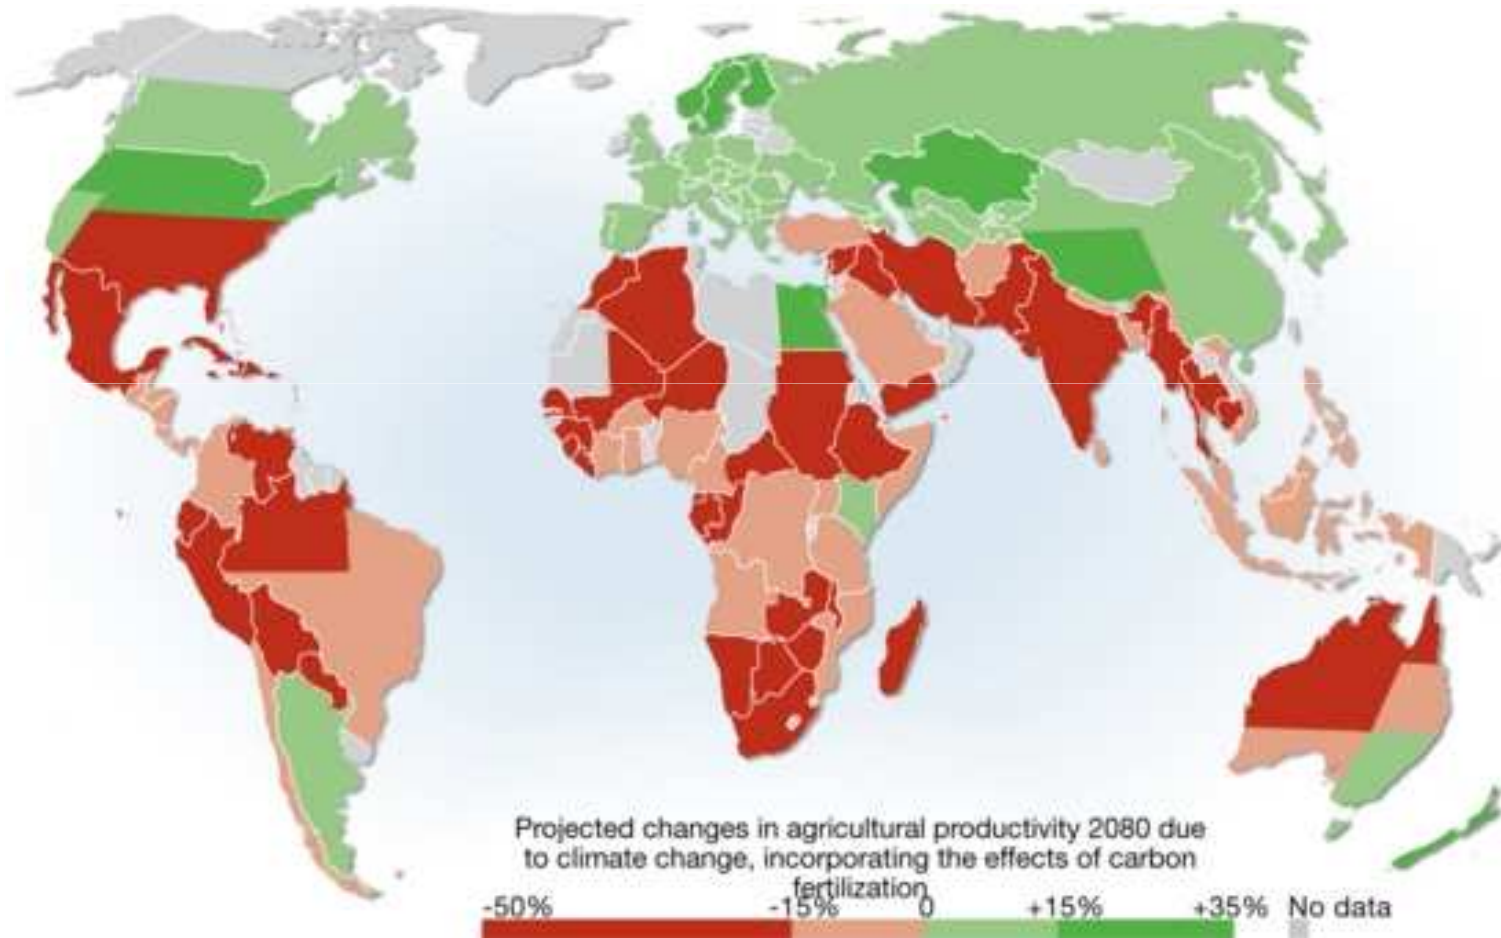 Projected changes in agricultural productivity 2080 due
to climate change, incorporating the effects of carbon
fertilization
-50% -15% 0 +15% +35% No data